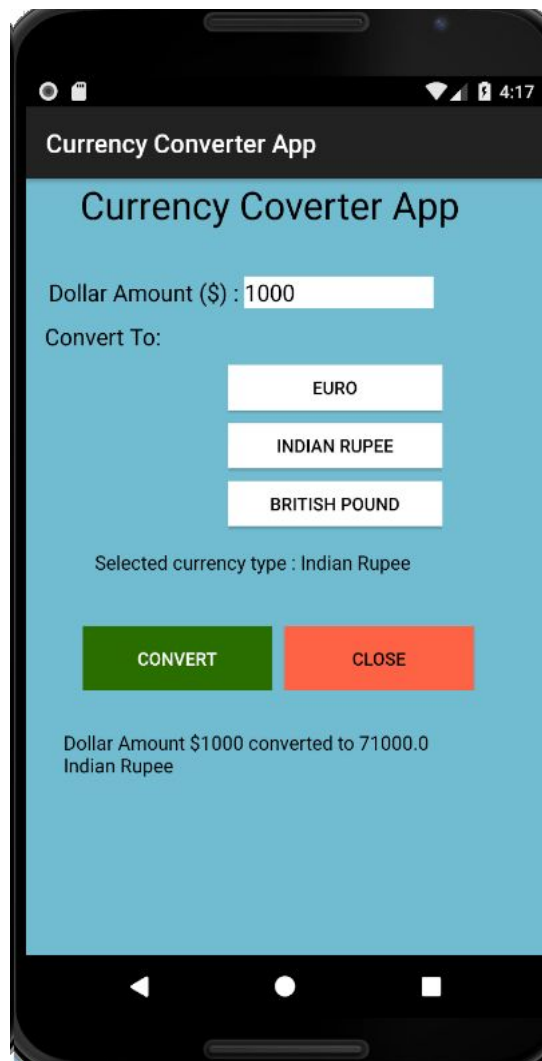 4:17
Currency Converter App
Currency Coverter App
Dollar Amount ($) : 1000
Convert To:
EURO
INDIAN RUPEE
BRITISH POUND
Selected currency type : Indian Rupee
CONVERT CLOSE
Dollar Amount $1000 converted to 71000.0
Indian Rupee